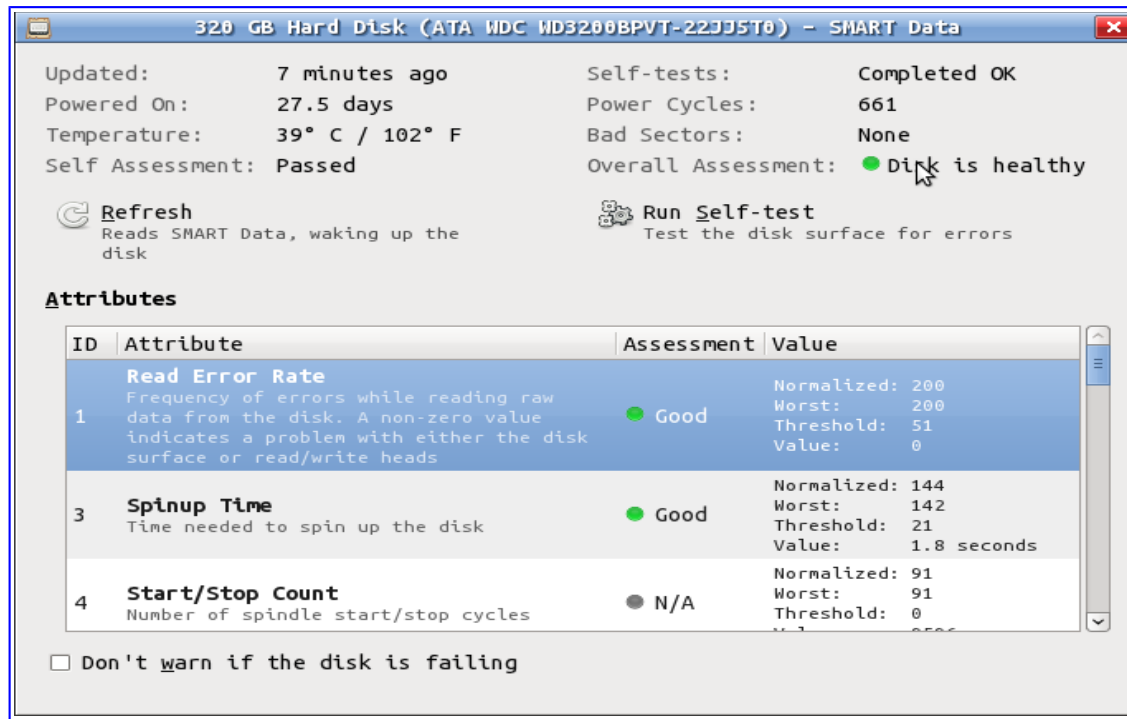 320 GB Hard Disk (ATA WDC WD3200BPVT-22JJ5T0) – SMART Data
Updated: 7 minutes ago Self-tests: Completed OK
Powered On: 27.5 days Power Cycles: 661
Temperature: 39° C / 102° F Bad Sectors: None
Self Assessment: Passed Overall Assessment: Disk is healthy
Refresh
Reads SMART Data, waking up the
disk
Run Self-test
Test the disk surface for errors
Attributes
ID Attribute Assessment Value
1
Read Error Rate
Frequency of errors while reading raw
data from the disk. A non-zero value
indicates a problem with either the disk
surface or read/write heads
Good
Normalized: 200
Worst: 200
Threshold: 51
Value: 0
3
Spinup Time
Time needed to spin up the disk
Good
Normalized: 144
Worst: 142
Threshold: 21
Value: 1.8 seconds
4
Start/Stop Count
Number of spindle start/stop cycles
N/A
Normalized: 91
Worst: 91
Threshold: 0
Don't warn if the disk is failing